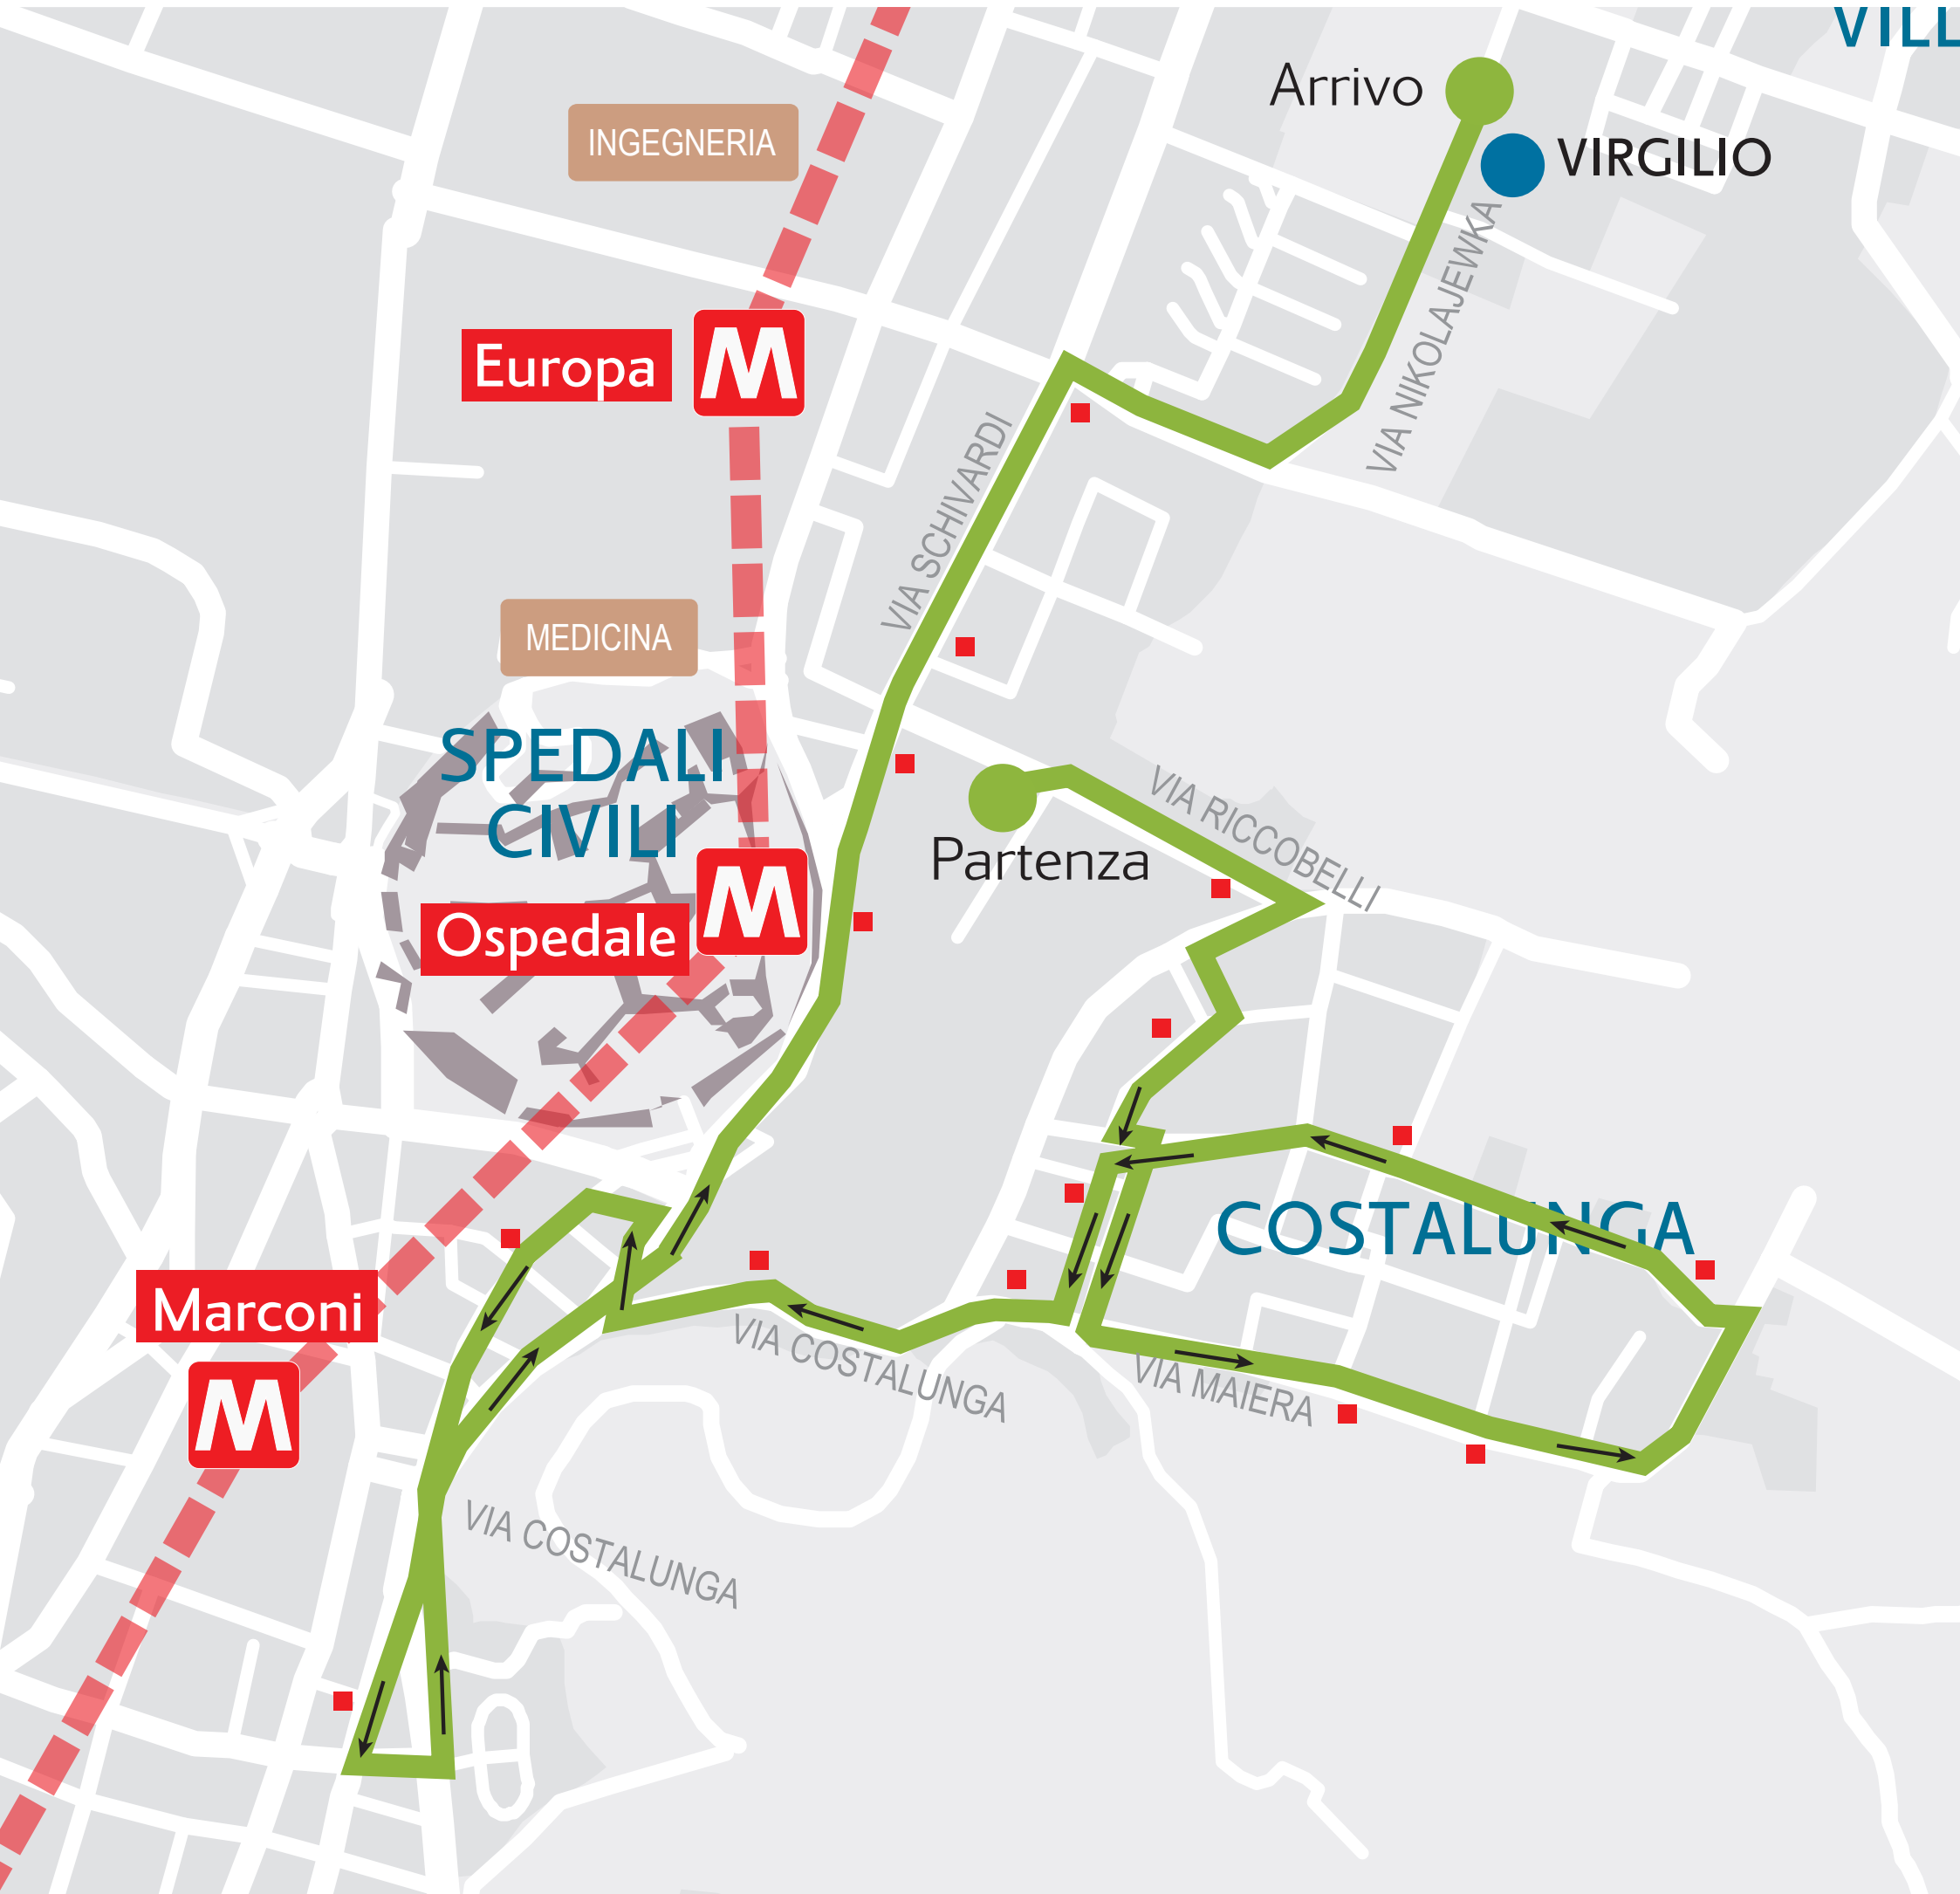 VILL
Arrivo
VIRGILIO
INGEGNERIA
VIA NIKOLAJEWKA
Europa
M
VIA SCHIVARDI
MEDICINA
SPEDALI
CIVILI
VIA RICCOBELLI
Partenza
M
Ospedale
COSTALUNGA
Marconi
M
VIA COSTALUNGA
VIA MAIERA
VIA COSTALUNGA